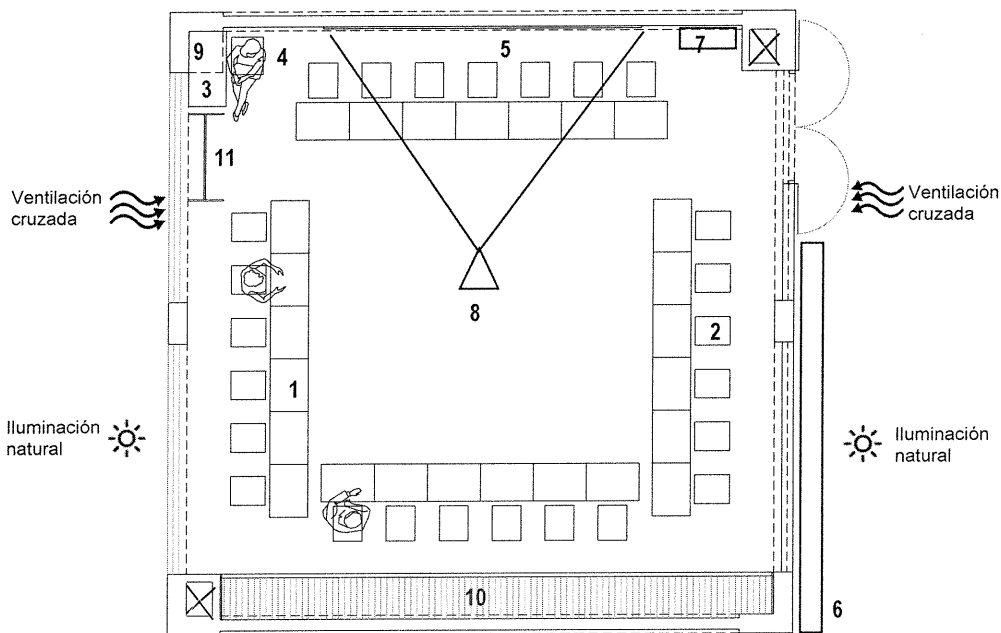 9
4
5
7
3
11
Ventilación
cruzada
Ventilación
cruzada
8
2
1
Iluminación
natural
Iluminación
natural
10
6